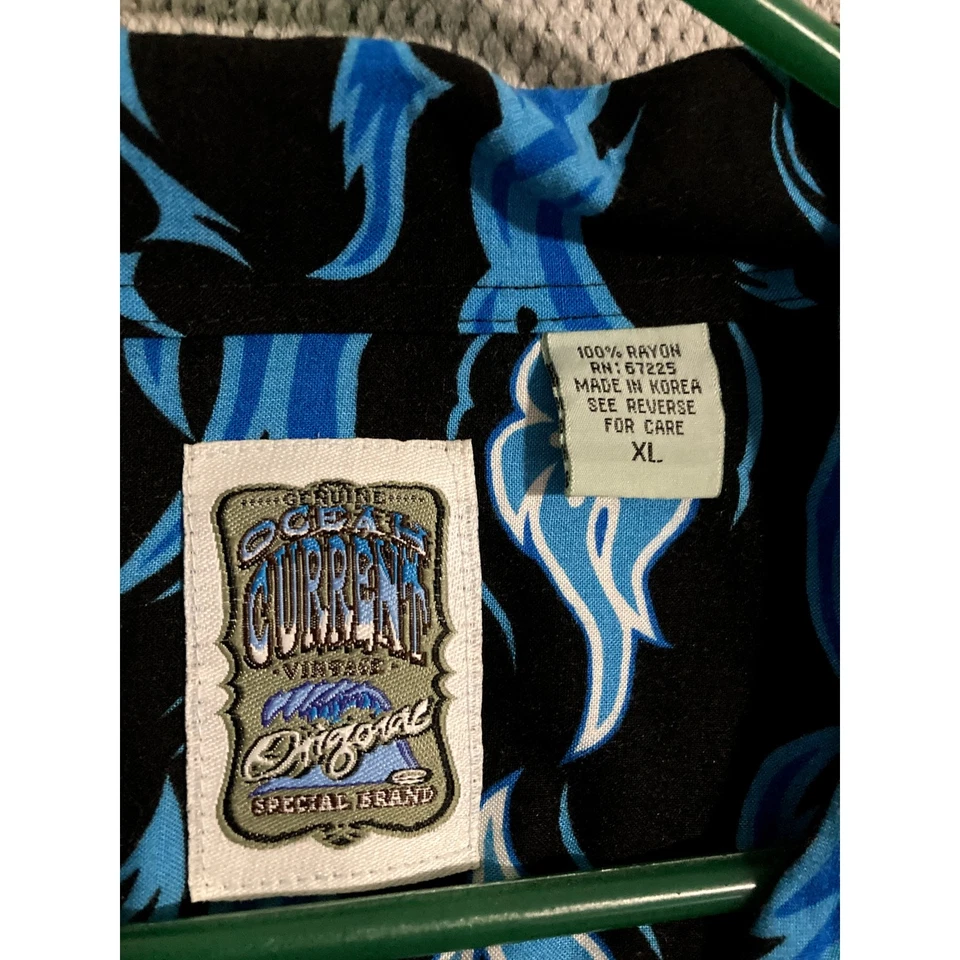 GENUINE
OCEAN
CURRENT
VINTAGE
Original
SPECIAL BRAND
100% RAYON
RN: 67225
MADE IN KOREA
SEE REVERSE
FOR CARE
XL